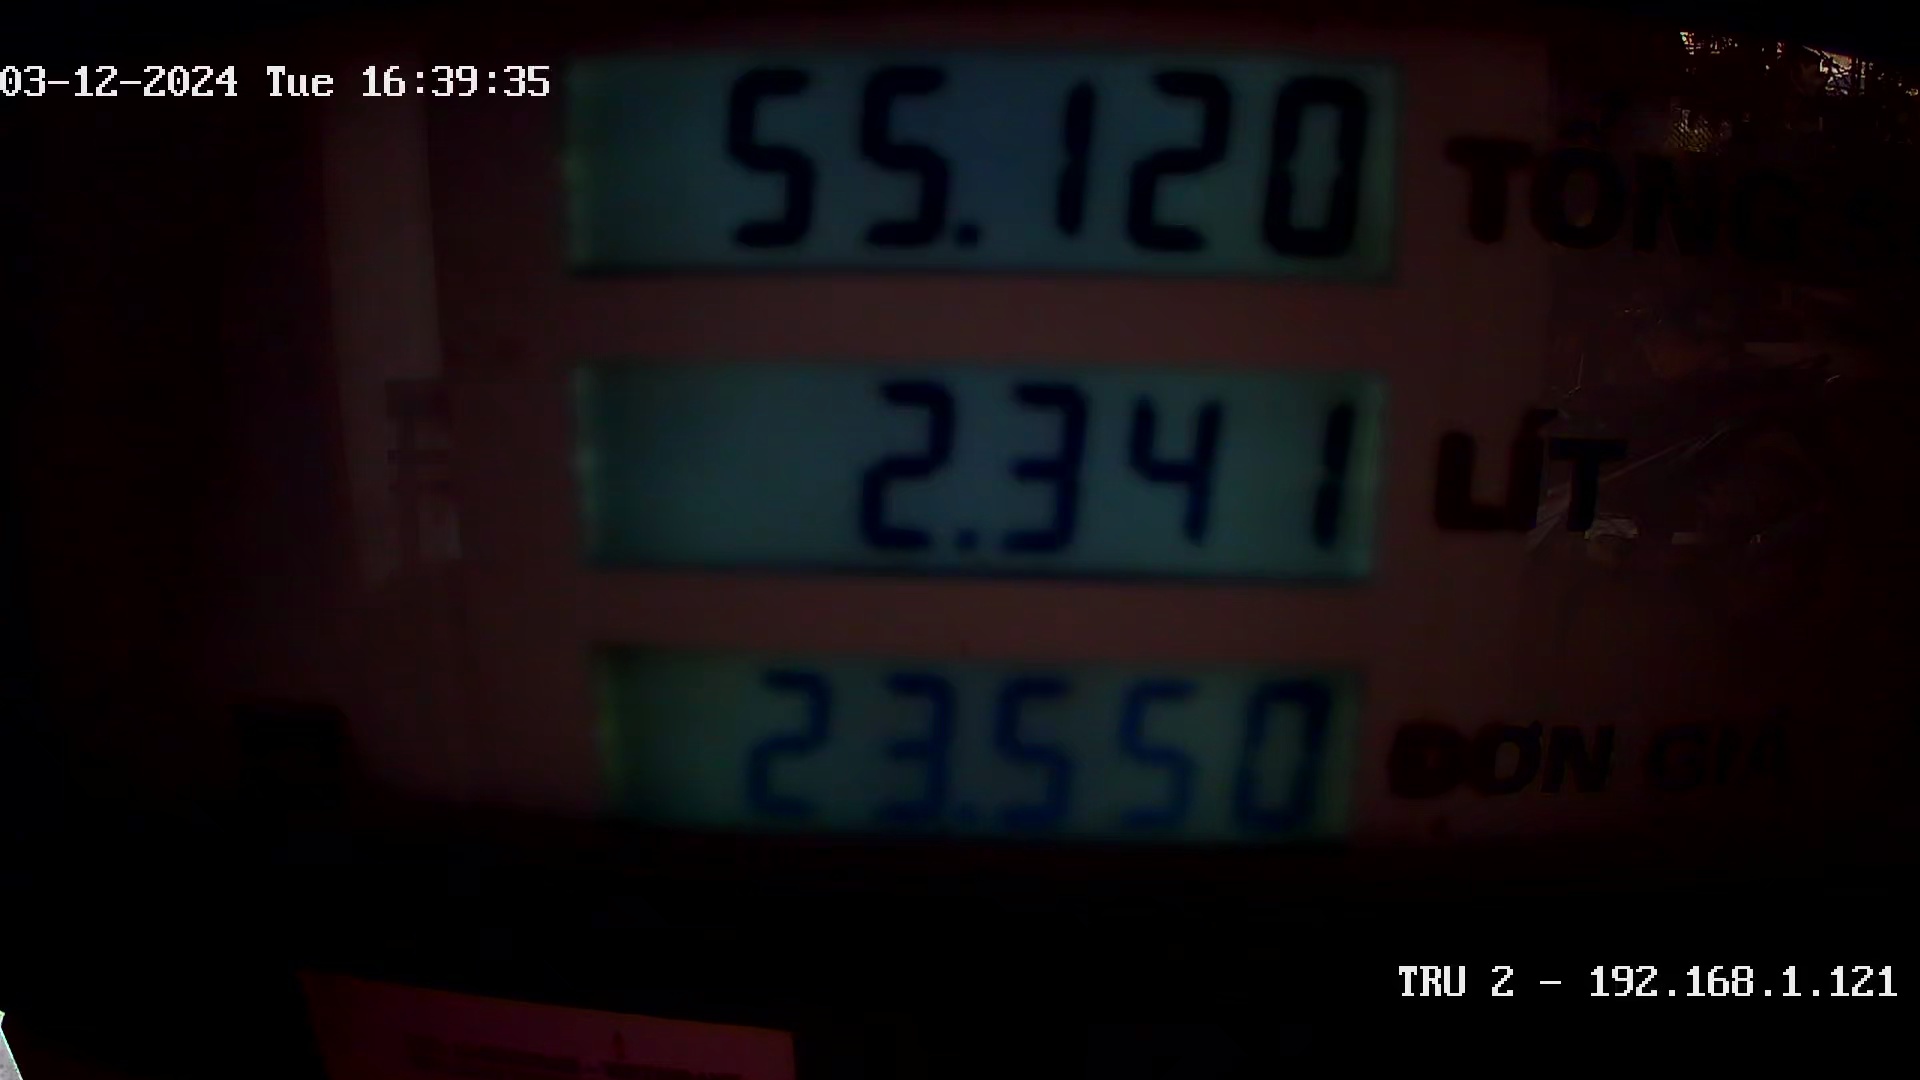 03-12-2024 Tue 16:39:35
55.120 TỔNG
2.341 LÍT
23.550 ĐƠN GIÁ
TRU 2 - 192.168.1.121